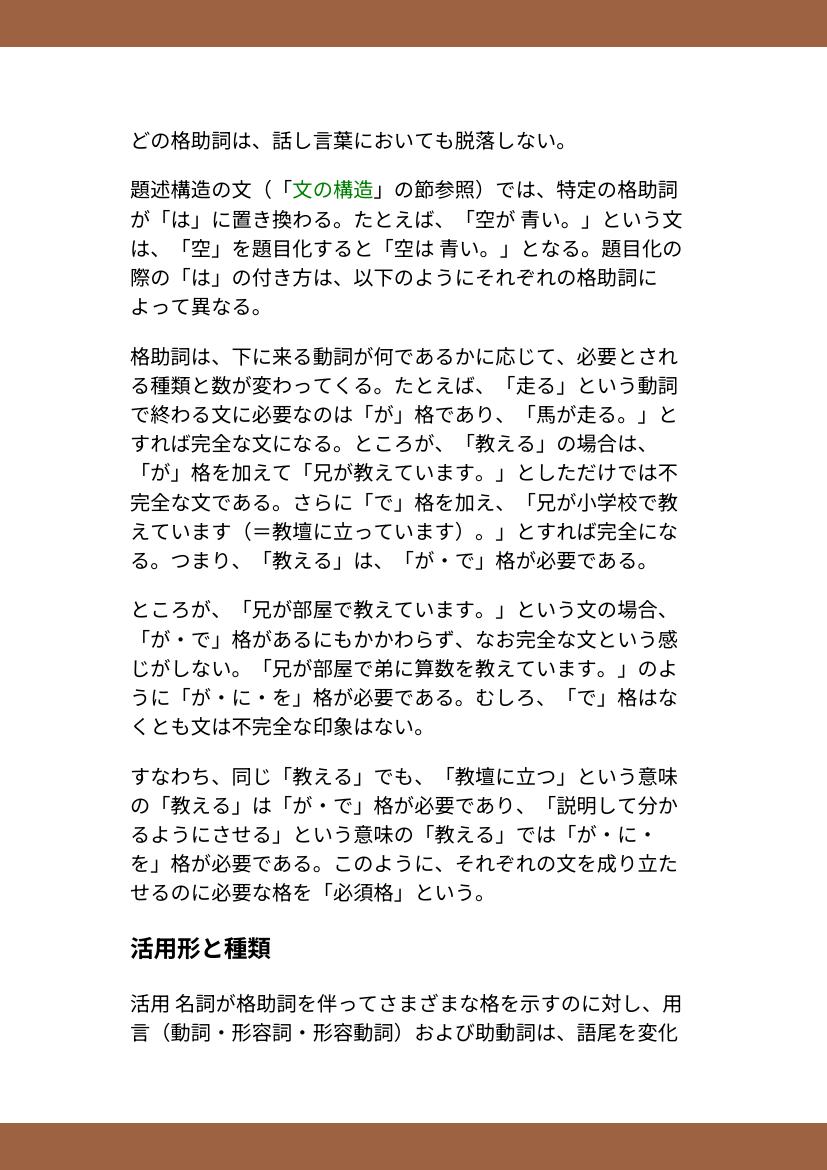 どの格助詞は、話し言葉においても脱落しない。
題述構造の文（「文の構造」の節参照）では、特定の格助詞
が「は」に置き換わる。たとえば、「空が 青い。」という文
は、「空」を題目化すると「空は 青い。」となる。題目化の
際の「は」の付き方は、以下のようにそれぞれの格助詞に
よって異なる。
格助詞は、下に来る動詞が何であるかに応じて、必要とされ
る種類と数が変わってくる。たとえば、「走る」という動詞
で終わる文に必要なのは「が」格であり、「馬が走る。」と
すれば完全な文になる。ところが、「教える」の場合は、
「が」格を加えて「兄が教えています。」としただけでは不
完全な文である。さらに「で」格を加え、「兄が小学校で教
えています（＝教壇に立っています）。」とすれば完全にな
る。つまり、「教える」は、「が・で」格が必要である。
ところが、「兄が部屋で教えています。」という文の場合、
「が・で」格があるにもかかわらず、なお完全な文という感
じがしない。「兄が部屋で弟に算数を教えています。」のよ
うに「が・に・を」格が必要である。むしろ、「で」格はな
くとも文は不完全な印象はない。
すなわち、同じ「教える」でも、「教壇に立つ」という意味
の「教える」は「が・で」格が必要であり、「説明して分か
るようにさせる」という意味の「教える」では「が・に・
を」格が必要である。このように、それぞれの文を成り立た
せるのに必要な格を「必須格」という。
活用形と種類
活用 名詞が格助詞を伴ってさまざまな格を示すのに対し、用
言（動詞・形容詞・形容動詞）および助動詞は、語尾を変化